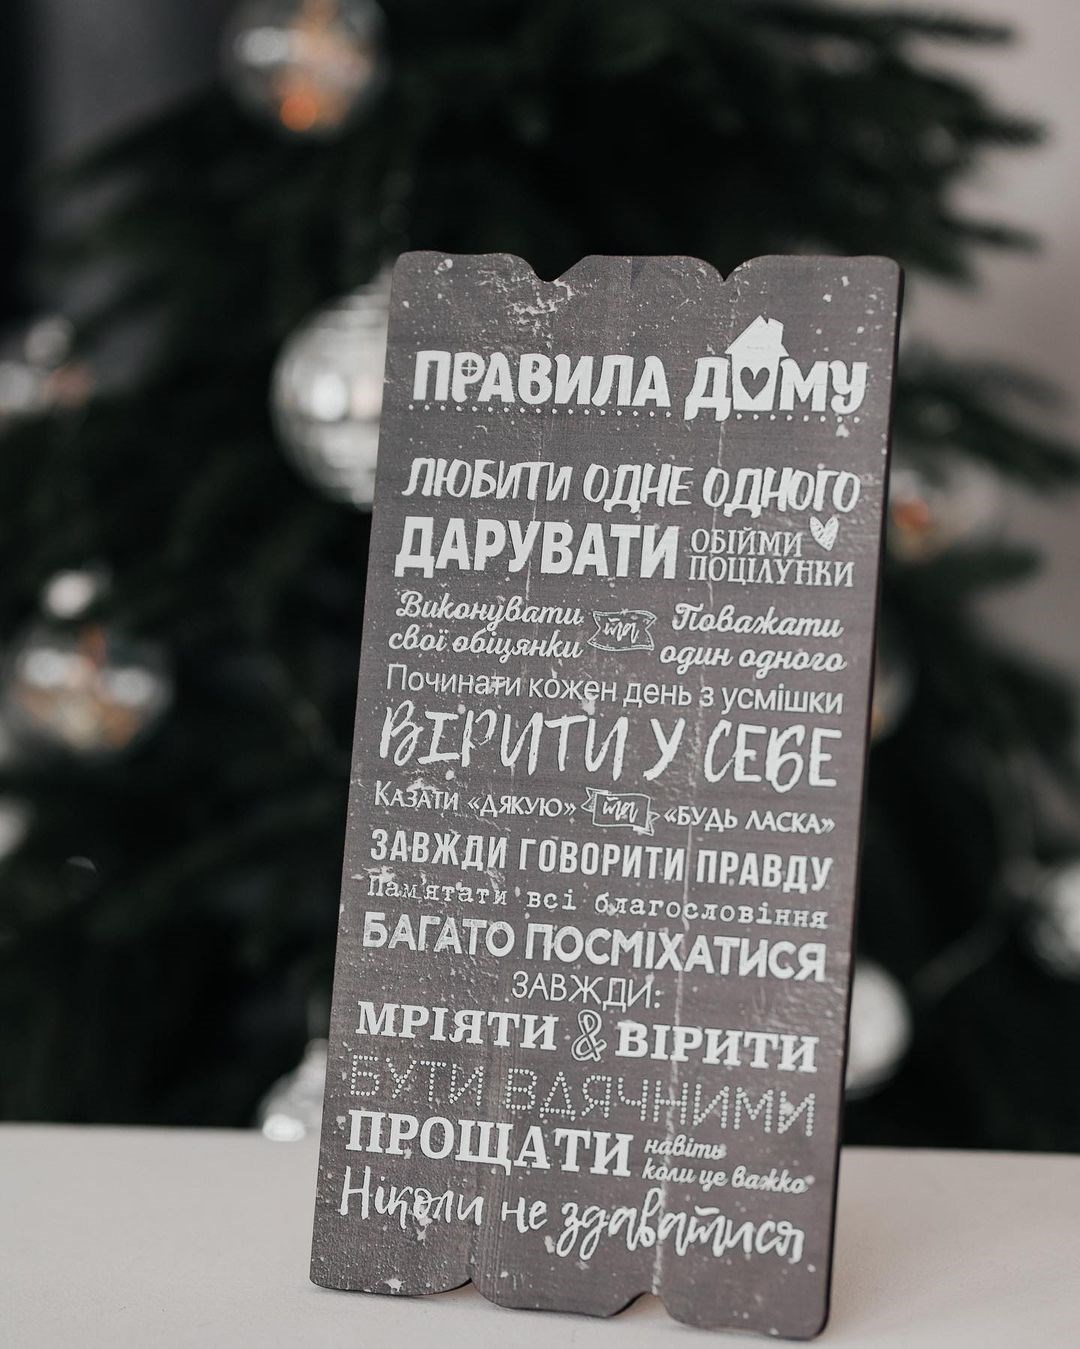 ПРАВИЛА ДОМУ
ЛЮБИТИ ОДНЕ ОДНОГО
ДАРУВАТИ ОБІЙМИ ПОЦІЛУНКИ
Виконувати свої обіцянки та Поважати один одного
Починати кожен день з усмішки
ВІРИТИ У СЕБЕ
КАЗАТИ «ДЯКУЮ» та «БУДЬ ЛАСКА»
ЗАВЖДИ ГОВОРИТИ ПРАВДУ
Пам'ятати всі благословіння
БАГАТО ПОСМІХАТИСЯ
ЗАВЖДИ:
МРІЯТИ & ВІРИТИ
БУТИ ВДЯЧНИМИ
ПРОЩАТИ навіть коли це важко
Ніколи не здаватися